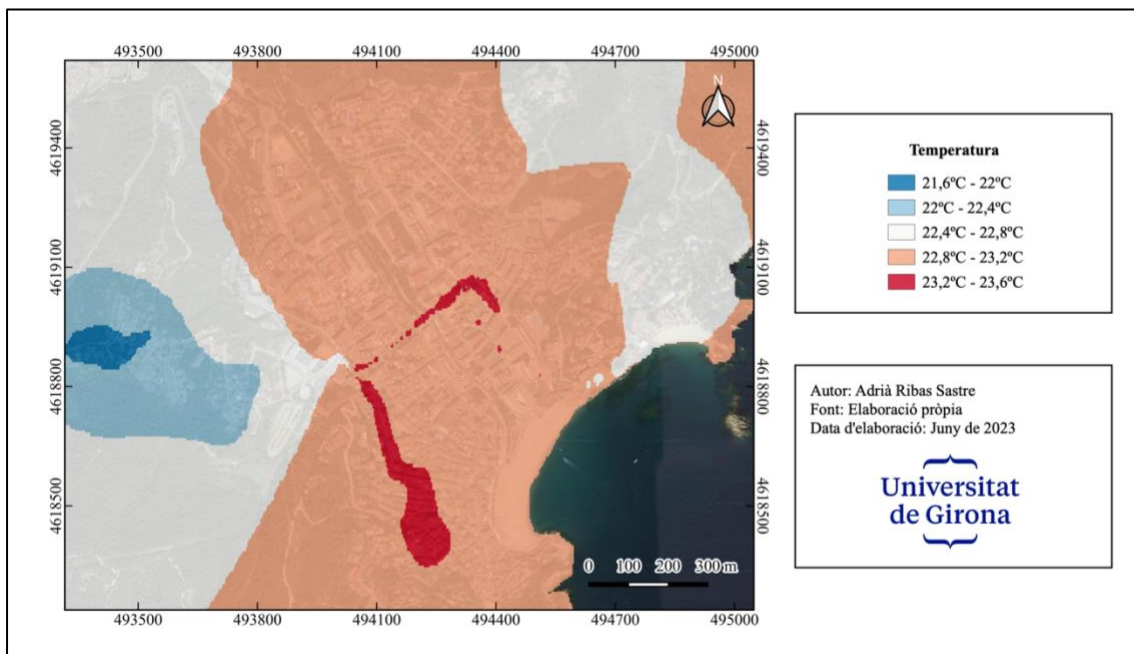 493500 493800 494100 494400 494700 495000
N
4619400 4619400
4619100 4619100
4618800 4618800
4618500 4618500
0 100 200 300 m
493500 493800 494100 494400 494700 495000
Temperatura
21,6ºC - 22ºC
22ºC - 22,4ºC
22,4ºC - 22,8ºC
22,8ºC - 23,2ºC
23,2ºC - 23,6ºC
Autor: Adrià Ribas Sastre
Font: Elaboració pròpia
Data d'elaboració: Juny de 2023
Universitat
de Girona